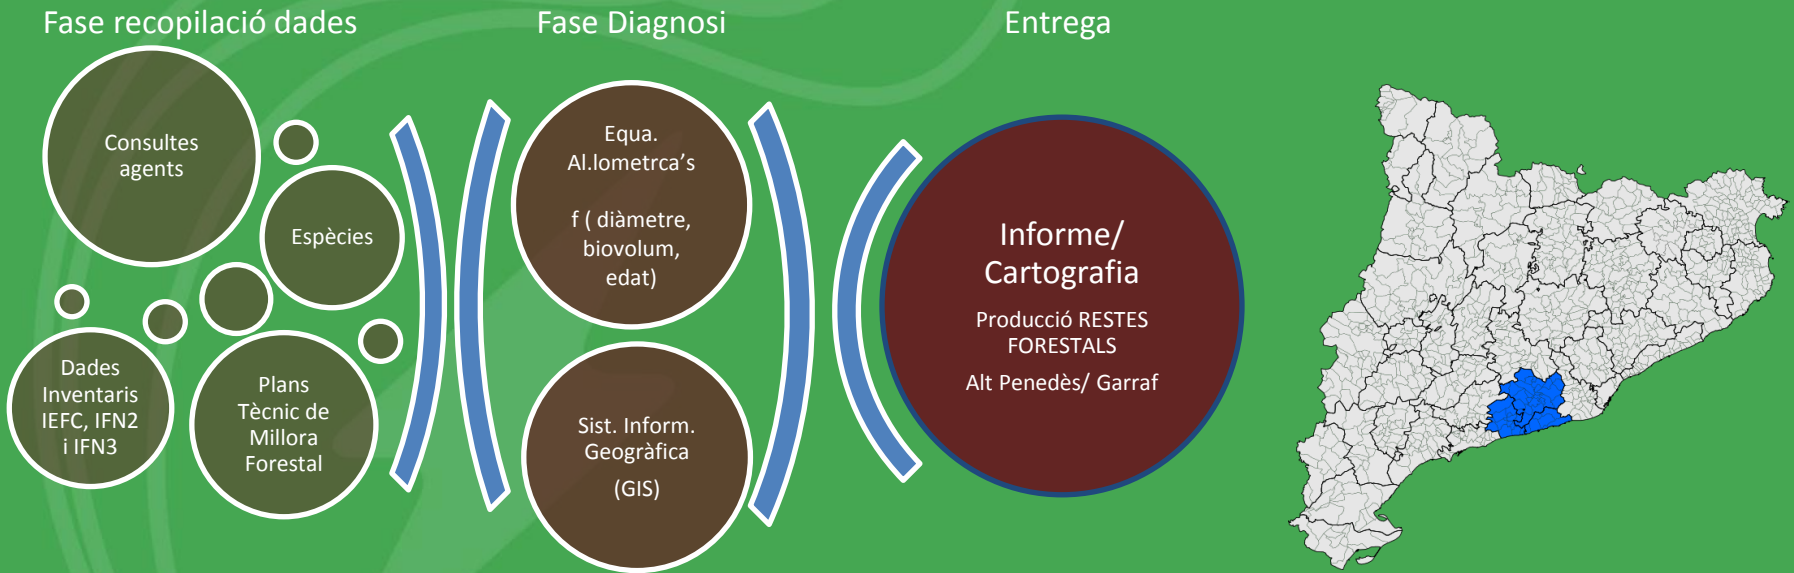 Fase recopilació dades
Consultes
agents
Espècies
Dades
Inventaris
IEFC, IFN2
i IFN3
Plans
Tècnic de
Millora
Forestal
Fase Diagnosi
Equa.
Al.lometrca’s
f ( diàmetre,
biovolum,
edat)
Sist. Inform.
Geogràfica
(GIS)
Entrega
Informe/
Cartografia
Producció RESTES
FORESTALS
Alt Penedès/ Garraf